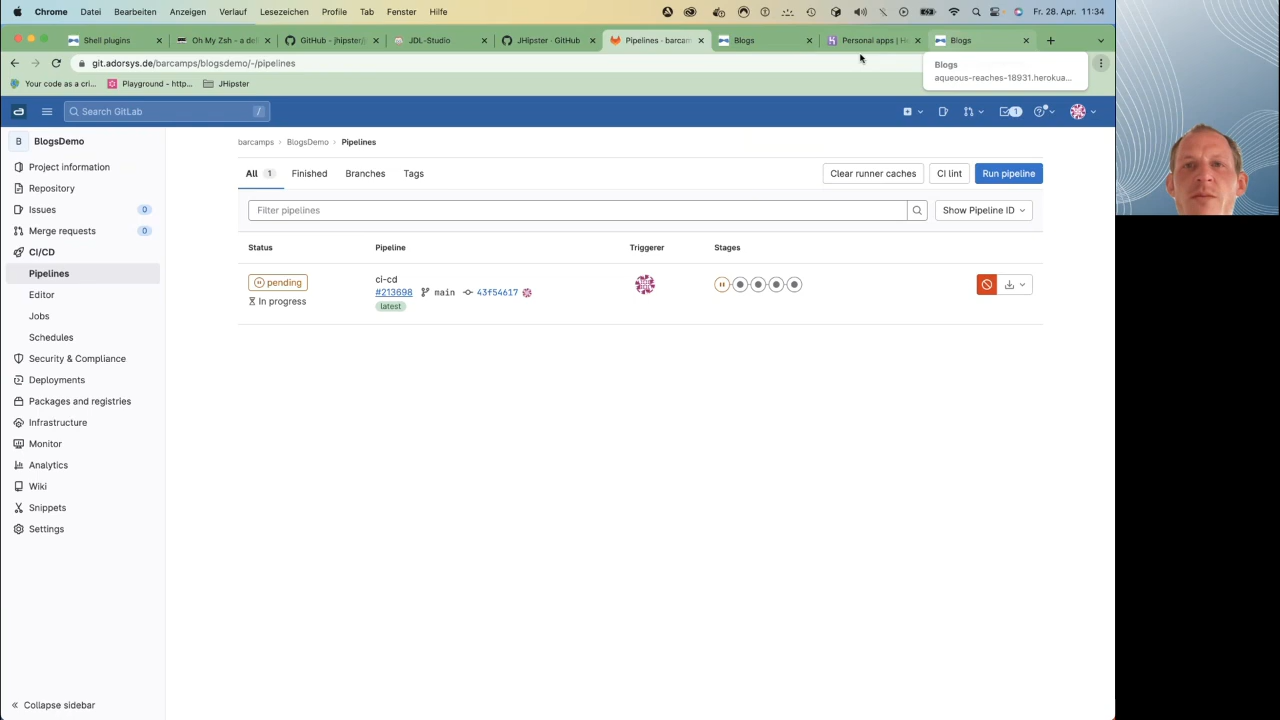 Chrome Datei Bearbeiten Anzeigen Verlauf Lesezeichen Profile Tab Fenster Hilfe Fr. 28. Apr. 11:34
Shell plugins Oh My Zsh - a del GitHub - jhipster/j JDL-Studio JHipster · GitHub Pipelines · barcam Blogs Personal apps | He Blogs
git.adorsys.de/barcamps/blogsdemo/-/pipelines
Blogs
aqueous-reaches-18931.herokua...
Your code as a cri... Playground - http... JHipster
Search GitLab /
1
B BlogsDemo
Project information
Repository
Issues 0
Merge requests 0
CI/CD
Pipelines
Editor
Jobs
Schedules
Security & Compliance
Deployments
Packages and registries
Infrastructure
Monitor
Analytics
Wiki
Snippets
Settings
Collapse sidebar
barcamps › BlogsDemo › Pipelines
All 1 Finished Branches Tags Clear runner caches CI lint Run pipeline
Filter pipelines Show Pipeline ID
Status Pipeline Triggerer Stages
pending ci-cd
In progress #213698 main 43f54617
latest